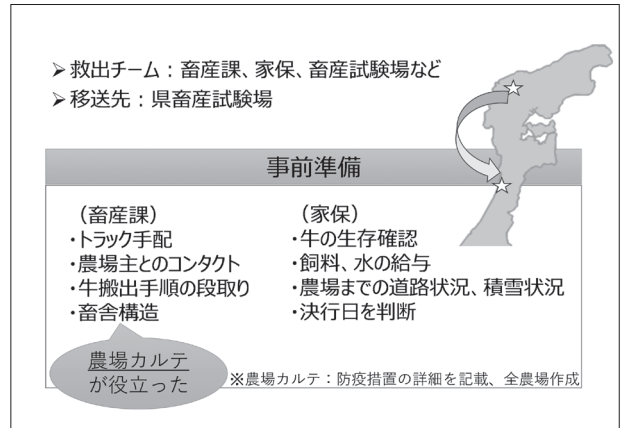 ➢救出チーム：畜産課、家保、畜産試験場など
➢移送先：県畜産試験場
事前準備
（畜産課）
・トラック手配
・農場主とのコンタクト
・牛搬出手順の段取り
・畜舎構造
（家保）
・牛の生存確認
・飼料、水の給与
・農場までの道路状況、積雪状況
・決行日を判断
農場カルテ
が役立った
※農場カルテ：防疫措置の詳細を記載、全農場作成